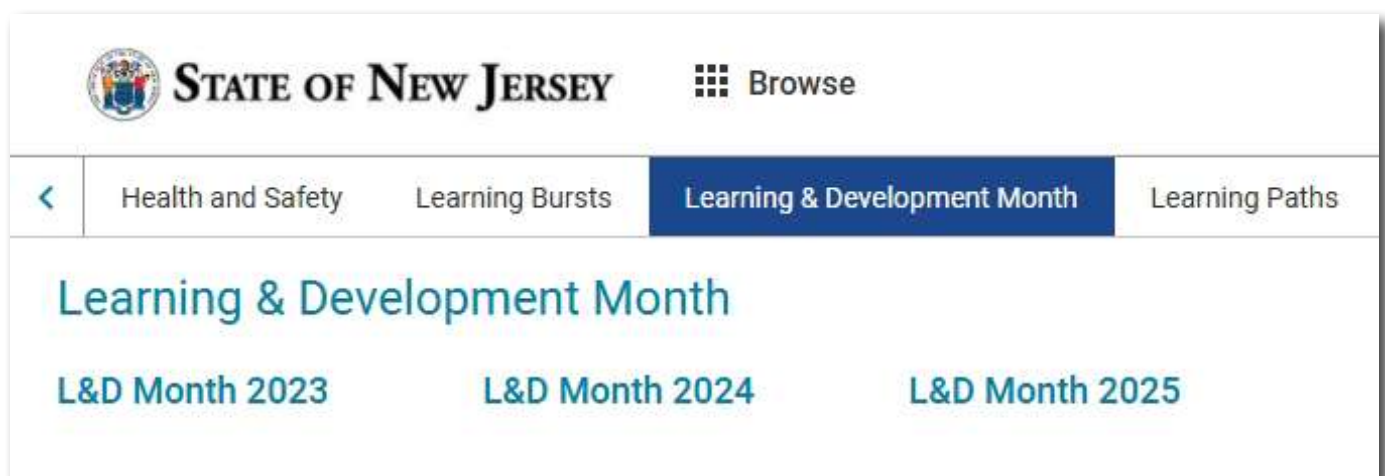 STATE OF NEW JERSEY Browse
Health and Safety Learning Bursts Learning & Development Month Learning Paths
Learning & Development Month
L&D Month 2023 L&D Month 2024 L&D Month 2025